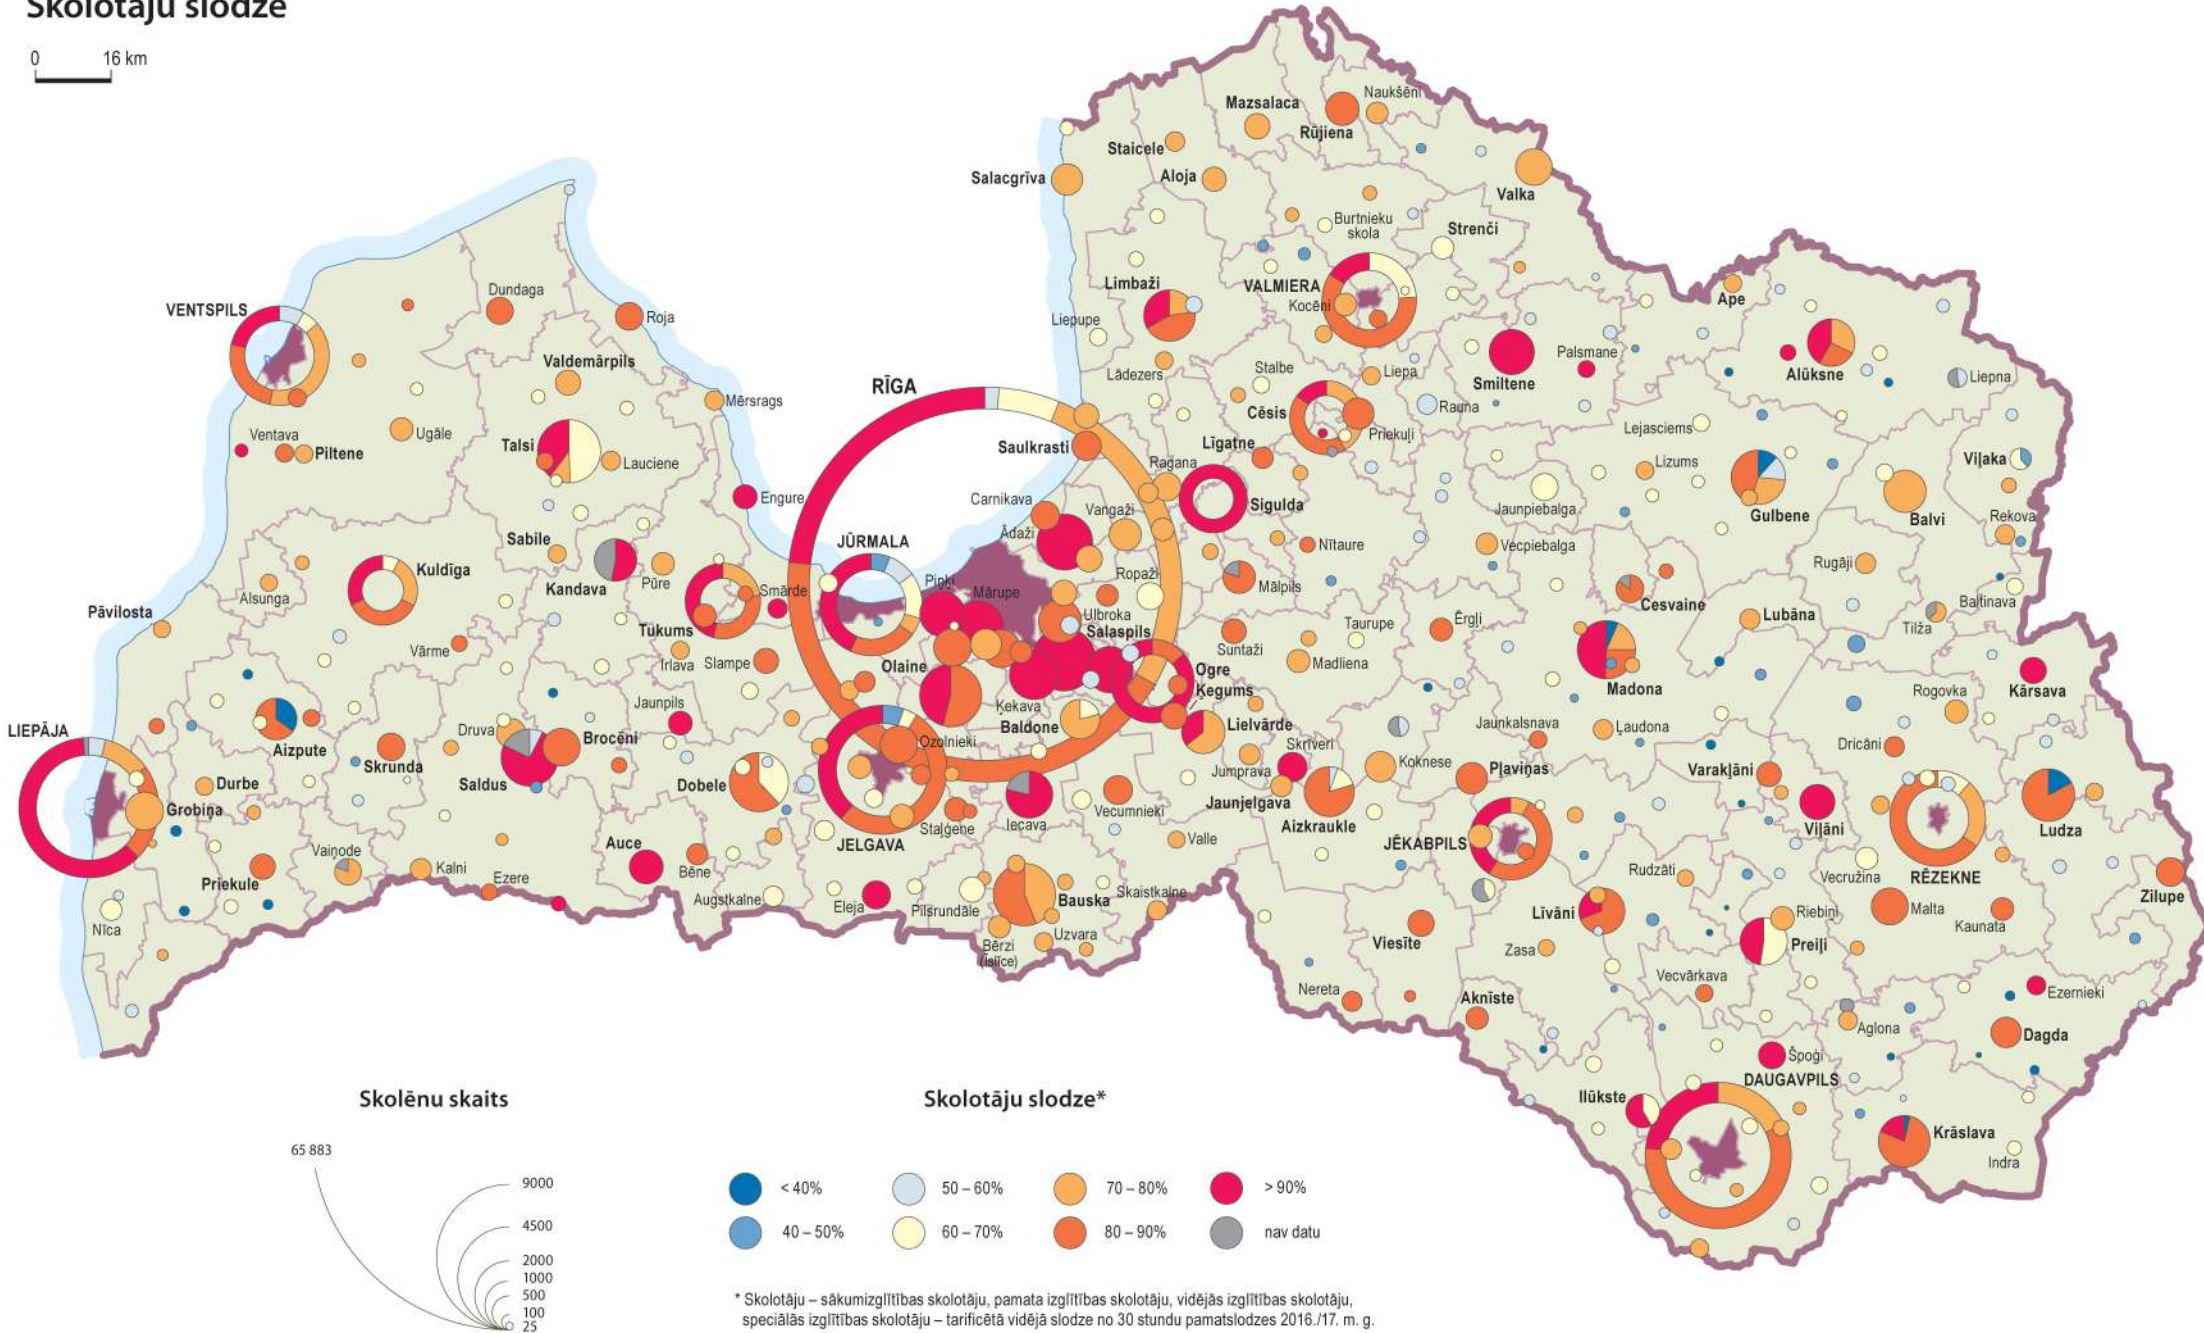 Skolotāju slodze
0 16 km
Mazsalaca
Naukšēni
Rūjiena
Staicele
Salacgrīva
Aloja
Valka
Burtnieku
skola
Strenči
Limbaži
VALMIERA
Kocēni
Ape
VENTSPILS
Dundaga
Roja
Liepupe
Smiltene
Palsmane
Alūksne
Liepna
Valdemārpils
Lādezers
Stalbe
Liepa
RĪGA
Mērsrags
Cēsis
Rauna
Priekuļi
Lejasciems
Ventava
Piltene
Ugāle
Talsi
Lauciene
Saulkrasti
Līgatne
Ragana
Lizums
Viļaka
Engure
Carnikava
Vangaži
Sigulda
Jaunpiebalga
Gulbene
Balvi
Rekova
Sabile
JŪRMALA
Ādaži
Nītaure
Vecpiebalga
Rugāji
Kuldīga
Kandava
Pūre
Smārde
Piņķi
Mārupe
Ropaži
Mālpils
Cesvaine
Lubāna
Baltinava
Alsunga
Pāvilosta
Tukums
Ulbroka
Salaspils
Taurupe
Ērgļi
Tilža
Vārme
Irlava
Slampe
Olaine
Suntaži
Madliena
Ogre
Ķegums
Madona
Kārsava
Rogovka
LIEPĀJA
Aizpute
Druva
Brocēni
Jaunpils
Ķekava
Baldone
Lielvārde
Jaunkalsnava
Ļaudona
Dricāni
Skrunda
Ozolnieki
Skrīveri
Koknese
Durbe
Saldus
Dobele
Jumprava
Pļaviņas
Varakļāni
Grobiņa
Staļģene
Iecava
Vecumnieki
Jaunjelgava
Aizkraukle
Viļāni
Ludza
JELGAVA
Valle
JĒKABPILS
Auce
Vaiņode
Kalni
Bēne
Rudzāti
Vecružina
RĒZEKNE
Priekule
Ezere
Augstkalne
Eleja
Pilsrundāle
Bauska
Skaistkalne
Zilupe
Nīca
Līvāni
Riebiņi
Malta
Kaunata
Bērzi
(Īslīce)
Uzvara
Viesīte
Zasa
Preiļi
Vecvārkava
Nereta
Aknīste
Ezernieki
Aglona
Dagda
Špoģi
DAUGAVPILS
Ilūkste
Krāslava
Indra
Skolēnu skaits
65 883
9000
4500
2000
1000
500
100
25
Skolotāju slodze*
< 40% 50 – 60% 70 – 80% > 90%
40 – 50% 60 – 70% 80 – 90% nav datu
* Skolotāju – sākumizglītības skolotāju, pamata izglītības skolotāju, vidējās izglītības skolotāju,
speciālās izglītības skolotāju – tarificētā vidējā slodze no 30 stundu pamatslodzes 2016./17. m. g.